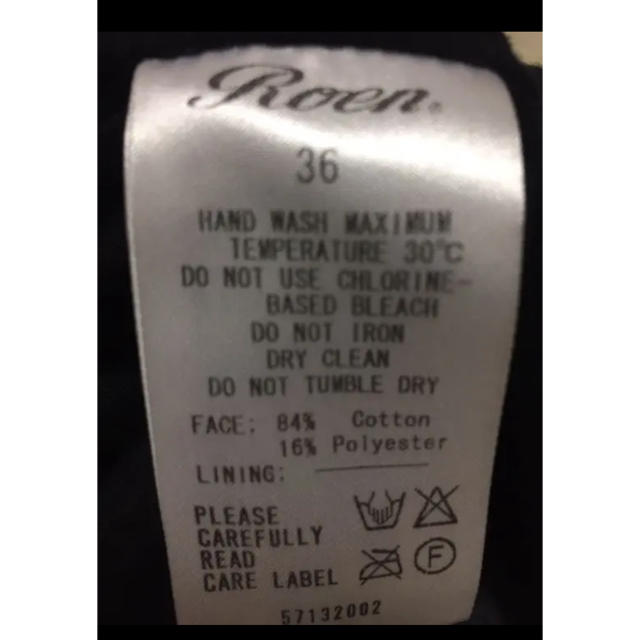 Roen.
36
HAND WASH MAXIMUM
TEMPERATURE 30°C
DO NOT USE CHLORINE-
BASED BLEACH
DO NOT IRON
DRY CLEAN
DO NOT TUMBLE DRY
FACE: 84% Cotton
16% Polyester
LINING:
PLEASE
CAREFULLY
READ
CARE LABEL
F
57132002